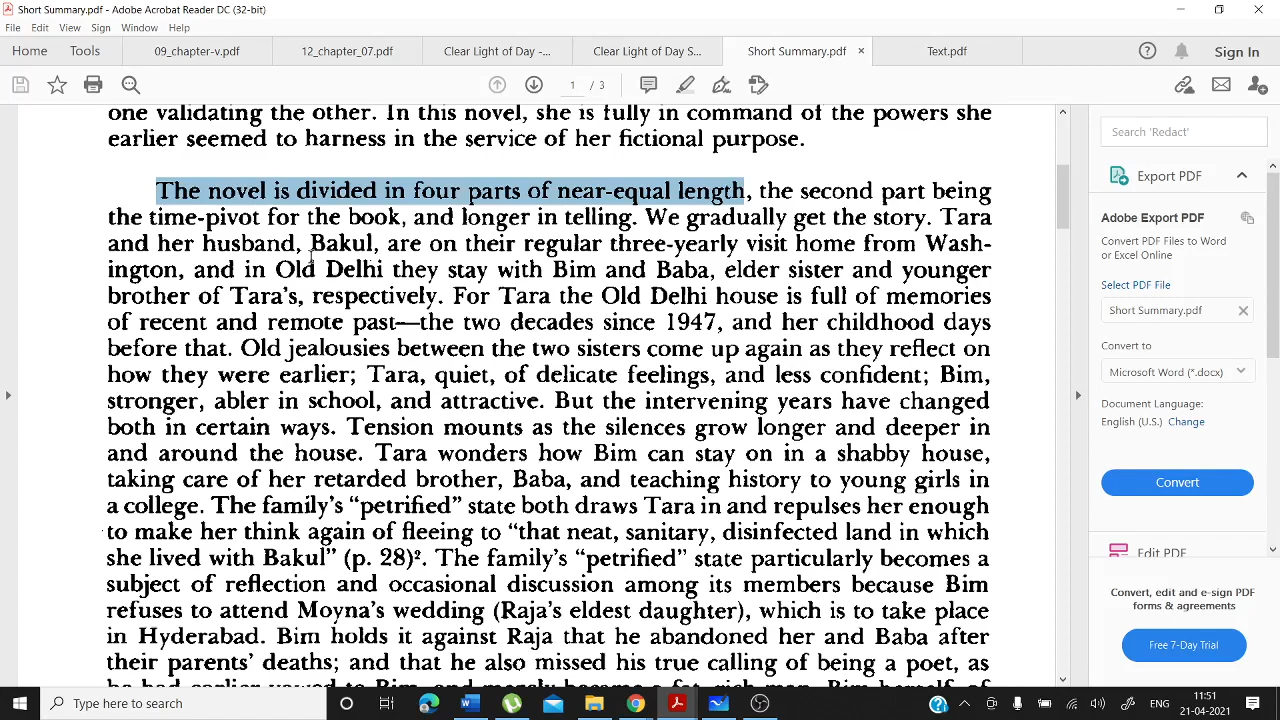 Short Summary.pdf - Adobe Acrobat Reader DC (32-bit)
File Edit View Sign Window Help
Home Tools 09_chapter-v.pdf 12_chapter_07.pdf Clear Light of Day -... Clear Light of Day S... Short Summary.pdf × Text.pdf Sign In
1 / 3
one validating the other. In this novel, she is fully in command of the powers she
earlier seemed to harness in the service of her fictional purpose.
The novel is divided in four parts of near-equal length, the second part being
the time-pivot for the book, and longer in telling. We gradually get the story. Tara
and her husband, Bakul, are on their regular three-yearly visit home from Wash-
ington, and in Old Delhi they stay with Bim and Baba, elder sister and younger
brother of Tara's, respectively. For Tara the Old Delhi house is full of memories
of recent and remote past—the two decades since 1947, and her childhood days
before that. Old jealousies between the two sisters come up again as they reflect on
how they were earlier; Tara, quiet, of delicate feelings, and less confident; Bim,
stronger, abler in school, and attractive. But the intervening years have changed
both in certain ways. Tension mounts as the silences grow longer and deeper in
and around the house. Tara wonders how Bim can stay on in a shabby house,
taking care of her retarded brother, Baba, and teaching history to young girls in
a college. The family's “petrified” state both draws Tara in and repulses her enough
to make her think again of fleeing to “that neat, sanitary, disinfected land in which
she lived with Bakul” (p. 28)². The family's “petrified” state particularly becomes a
subject of reflection and occasional discussion among its members because Bim
refuses to attend Moyna's wedding (Raja's eldest daughter), which is to take place
in Hyderabad. Bim holds it against Raja that he abandoned her and Baba after
their parents' deaths; and that he also missed his true calling of being a poet, as
he had earlier vowed to Bim, and merely become a fat, rich man. Bim herself, of
Search 'Redact'
Export PDF
Adobe Export PDF
Convert PDF Files to Word
or Excel Online
Select PDF File
Short Summary.pdf
Convert to
Microsoft Word (*.docx)
Document Language:
English (U.S.) Change
Convert
Edit PDF
Convert, edit and e-sign PDF
forms & agreements
Free 7-Day Trial
Type here to search
ENG
11:51
21-04-2021